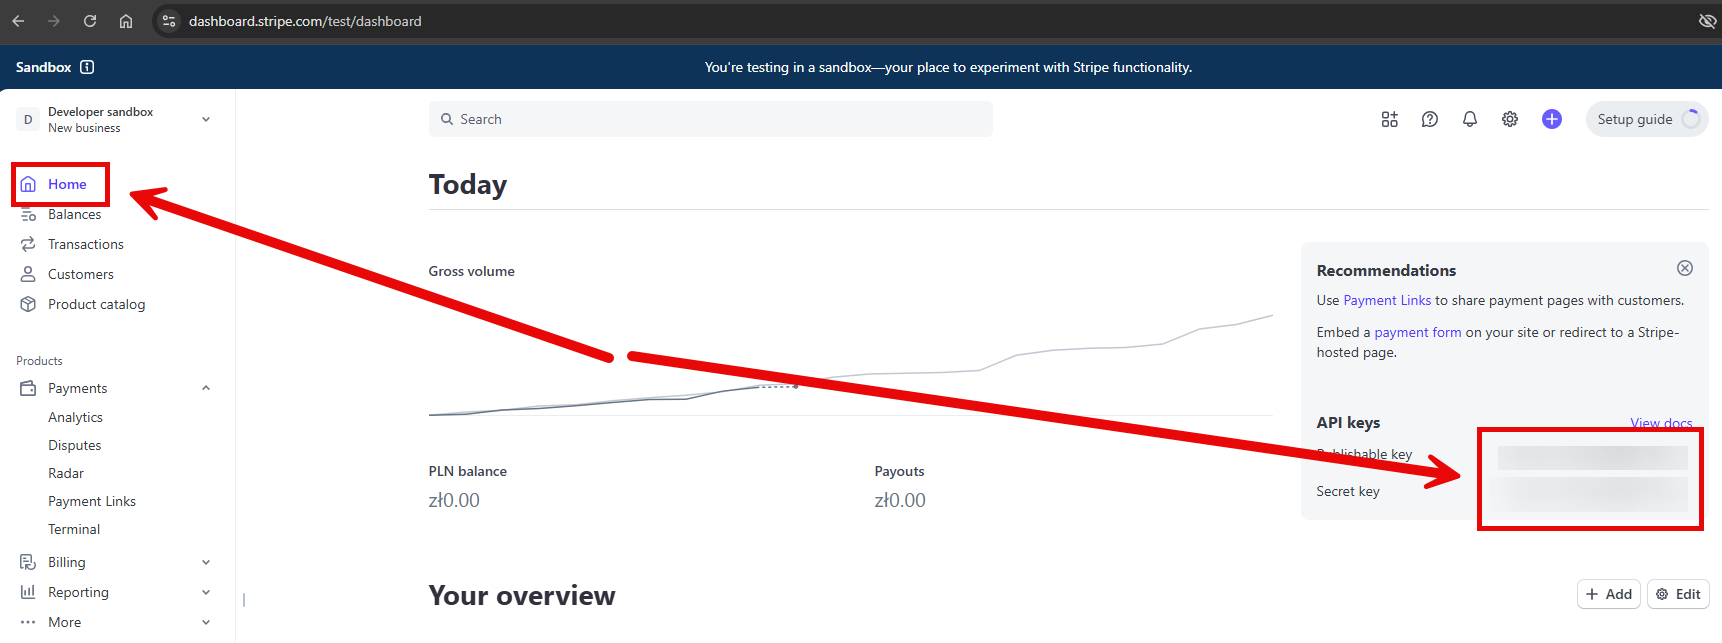 dashboard.stripe.com/test/dashboard
Sandbox
You're testing in a sandbox—your place to experiment with Stripe functionality.
D
Developer sandbox
New business
Search
Setup guide
Home
Balances
Transactions
Customers
Product catalog
Products
Payments
Analytics
Disputes
Radar
Payment Links
Terminal
Billing
Reporting
More
Today
Gross volume
PLN balance
zł0.00
Payouts
zł0.00
Recommendations
Use Payment Links to share payment pages with customers.
Embed a payment form on your site or redirect to a Stripe-
hosted page.
API keys
View docs
Publishable key
Secret key
Your overview
Add
Edit